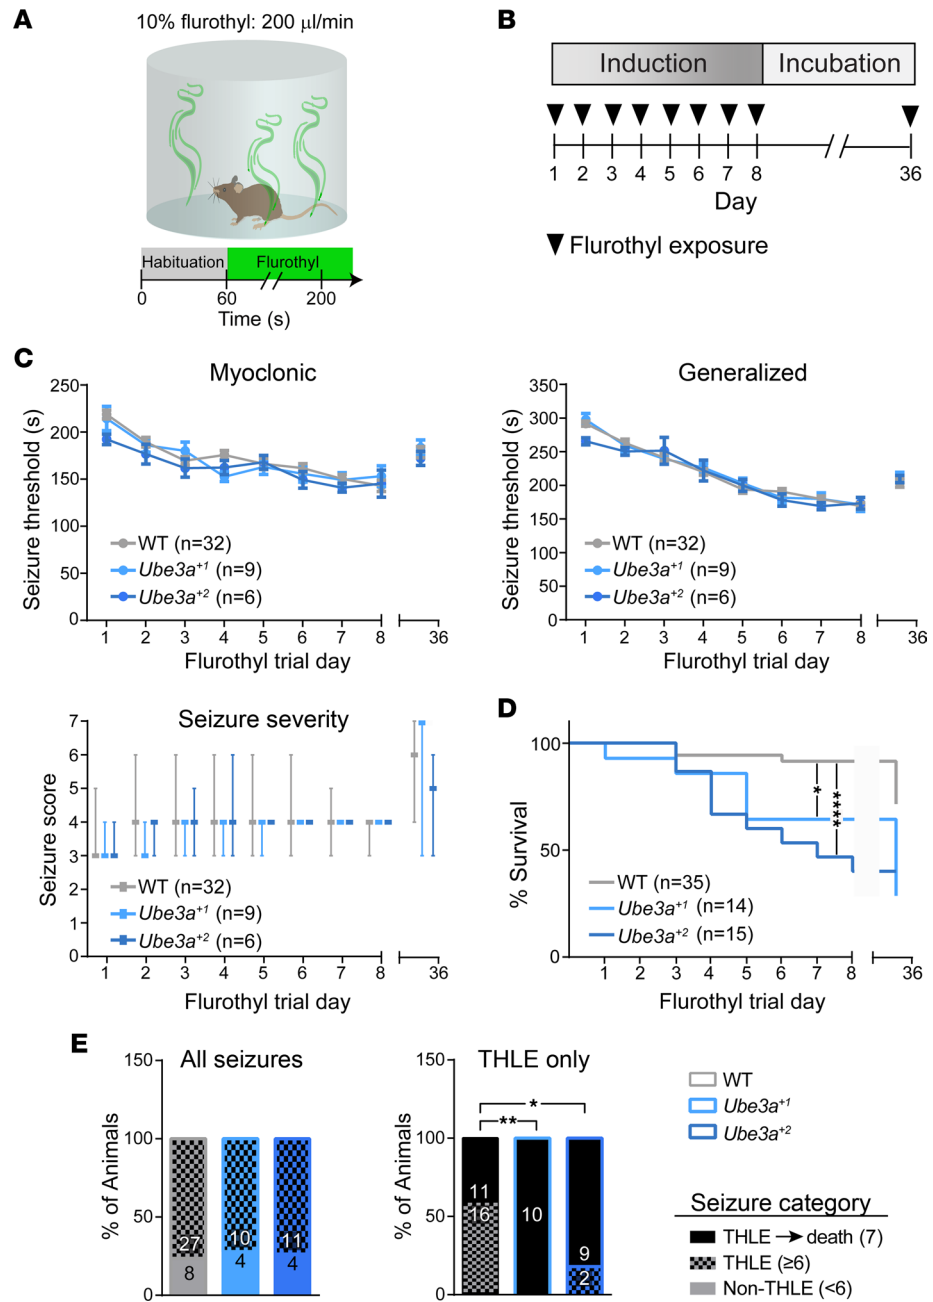 A
10% flurothyl: 200 μl/min
Habituation
Flurothyl
0
60
200
Time (s)
B
Induction
Incubation
1 2 3 4 5 6 7 8 36
Day
Flurothyl exposure
C
Myoclonic
Seizure threshold (s)
250
200
150
100
50
0
WT (n=32)
Ube3a+1 (n=9)
Ube3a+2 (n=6)
1 2 3 4 5 6 7 8 36
Flurothyl trial day
Generalized
Seizure threshold (s)
350
300
250
200
150
100
50
0
WT (n=32)
Ube3a+1 (n=9)
Ube3a+2 (n=6)
1 2 3 4 5 6 7 8 36
Flurothyl trial day
Seizure severity
Seizure score
7
6
5
4
3
2
1
0
WT (n=32)
Ube3a+1 (n=9)
Ube3a+2 (n=6)
1 2 3 4 5 6 7 8 36
Flurothyl trial day
D
% Survival
100
50
0
*
****
WT (n=35)
Ube3a+1 (n=14)
Ube3a+2 (n=15)
1 2 3 4 5 6 7 8 36
Flurothyl trial day
E
All seizures
% of Animals
150
100
50
0
27
8
10
4
11
4
THLE only
% of Animals
150
100
50
0
*
**
11
16
10
9
2
WT
Ube3a+1
Ube3a+2
Seizure category
THLE → death (7)
THLE (≥6)
Non-THLE (<6)